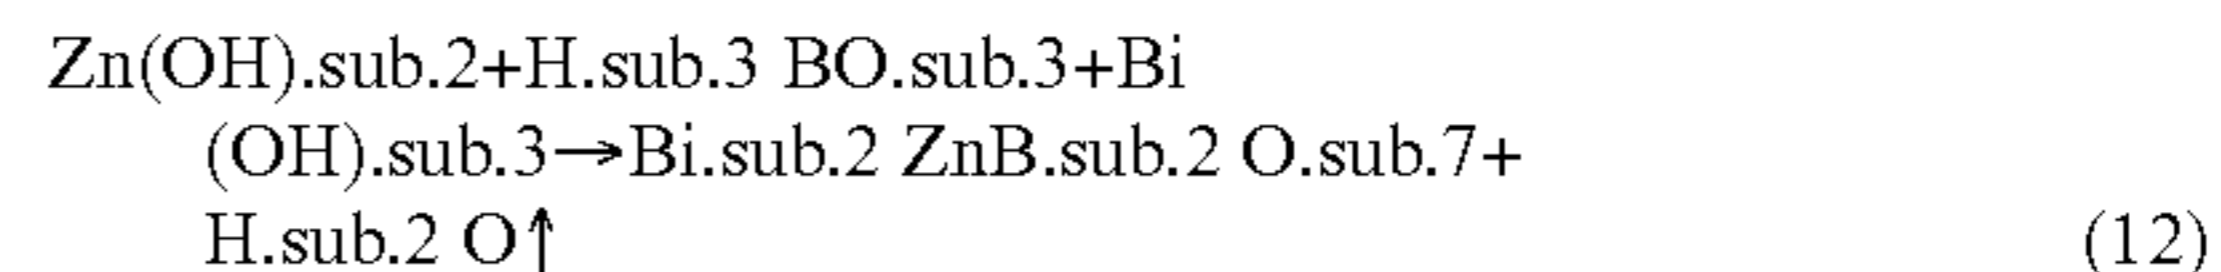 Zn(OH).sub.2+H.sub.3 BO.sub.3+Bi
(OH).sub.3→Bi.sub.2 ZnB.sub.2 O.sub.7+
H.sub.2 O↑ (12)